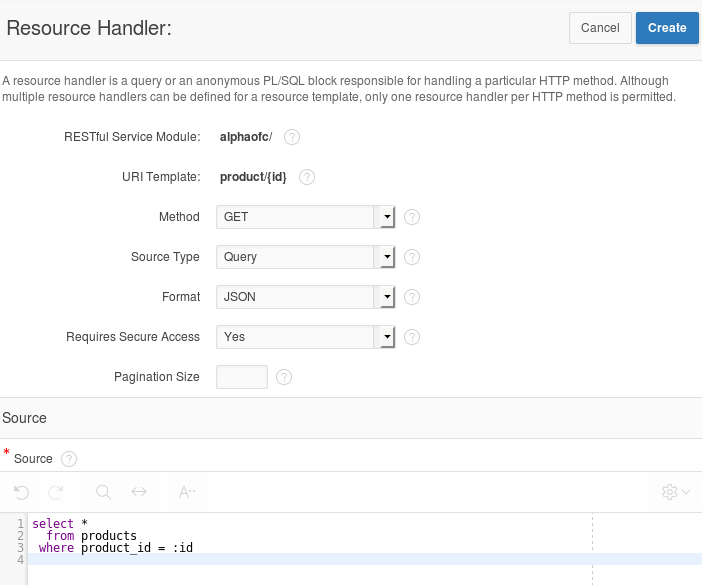 Resource Handler:
Cancel
Create
A resource handler is a query or an anonymous PL/SQL block responsible for handling a particular HTTP method. Although
multiple resource handlers can be defined for a resource template, only one resource handler per HTTP method is permitted.
RESTful Service Module: alphaofc/ ?
URI Template: product/{id} ?
Method GET ?
Source Type Query ?
Format JSON ?
Requires Secure Access Yes ?
Pagination Size ?
Source
* Source ?
A··
1 select *
2   from products
3  where product_id = :id
4